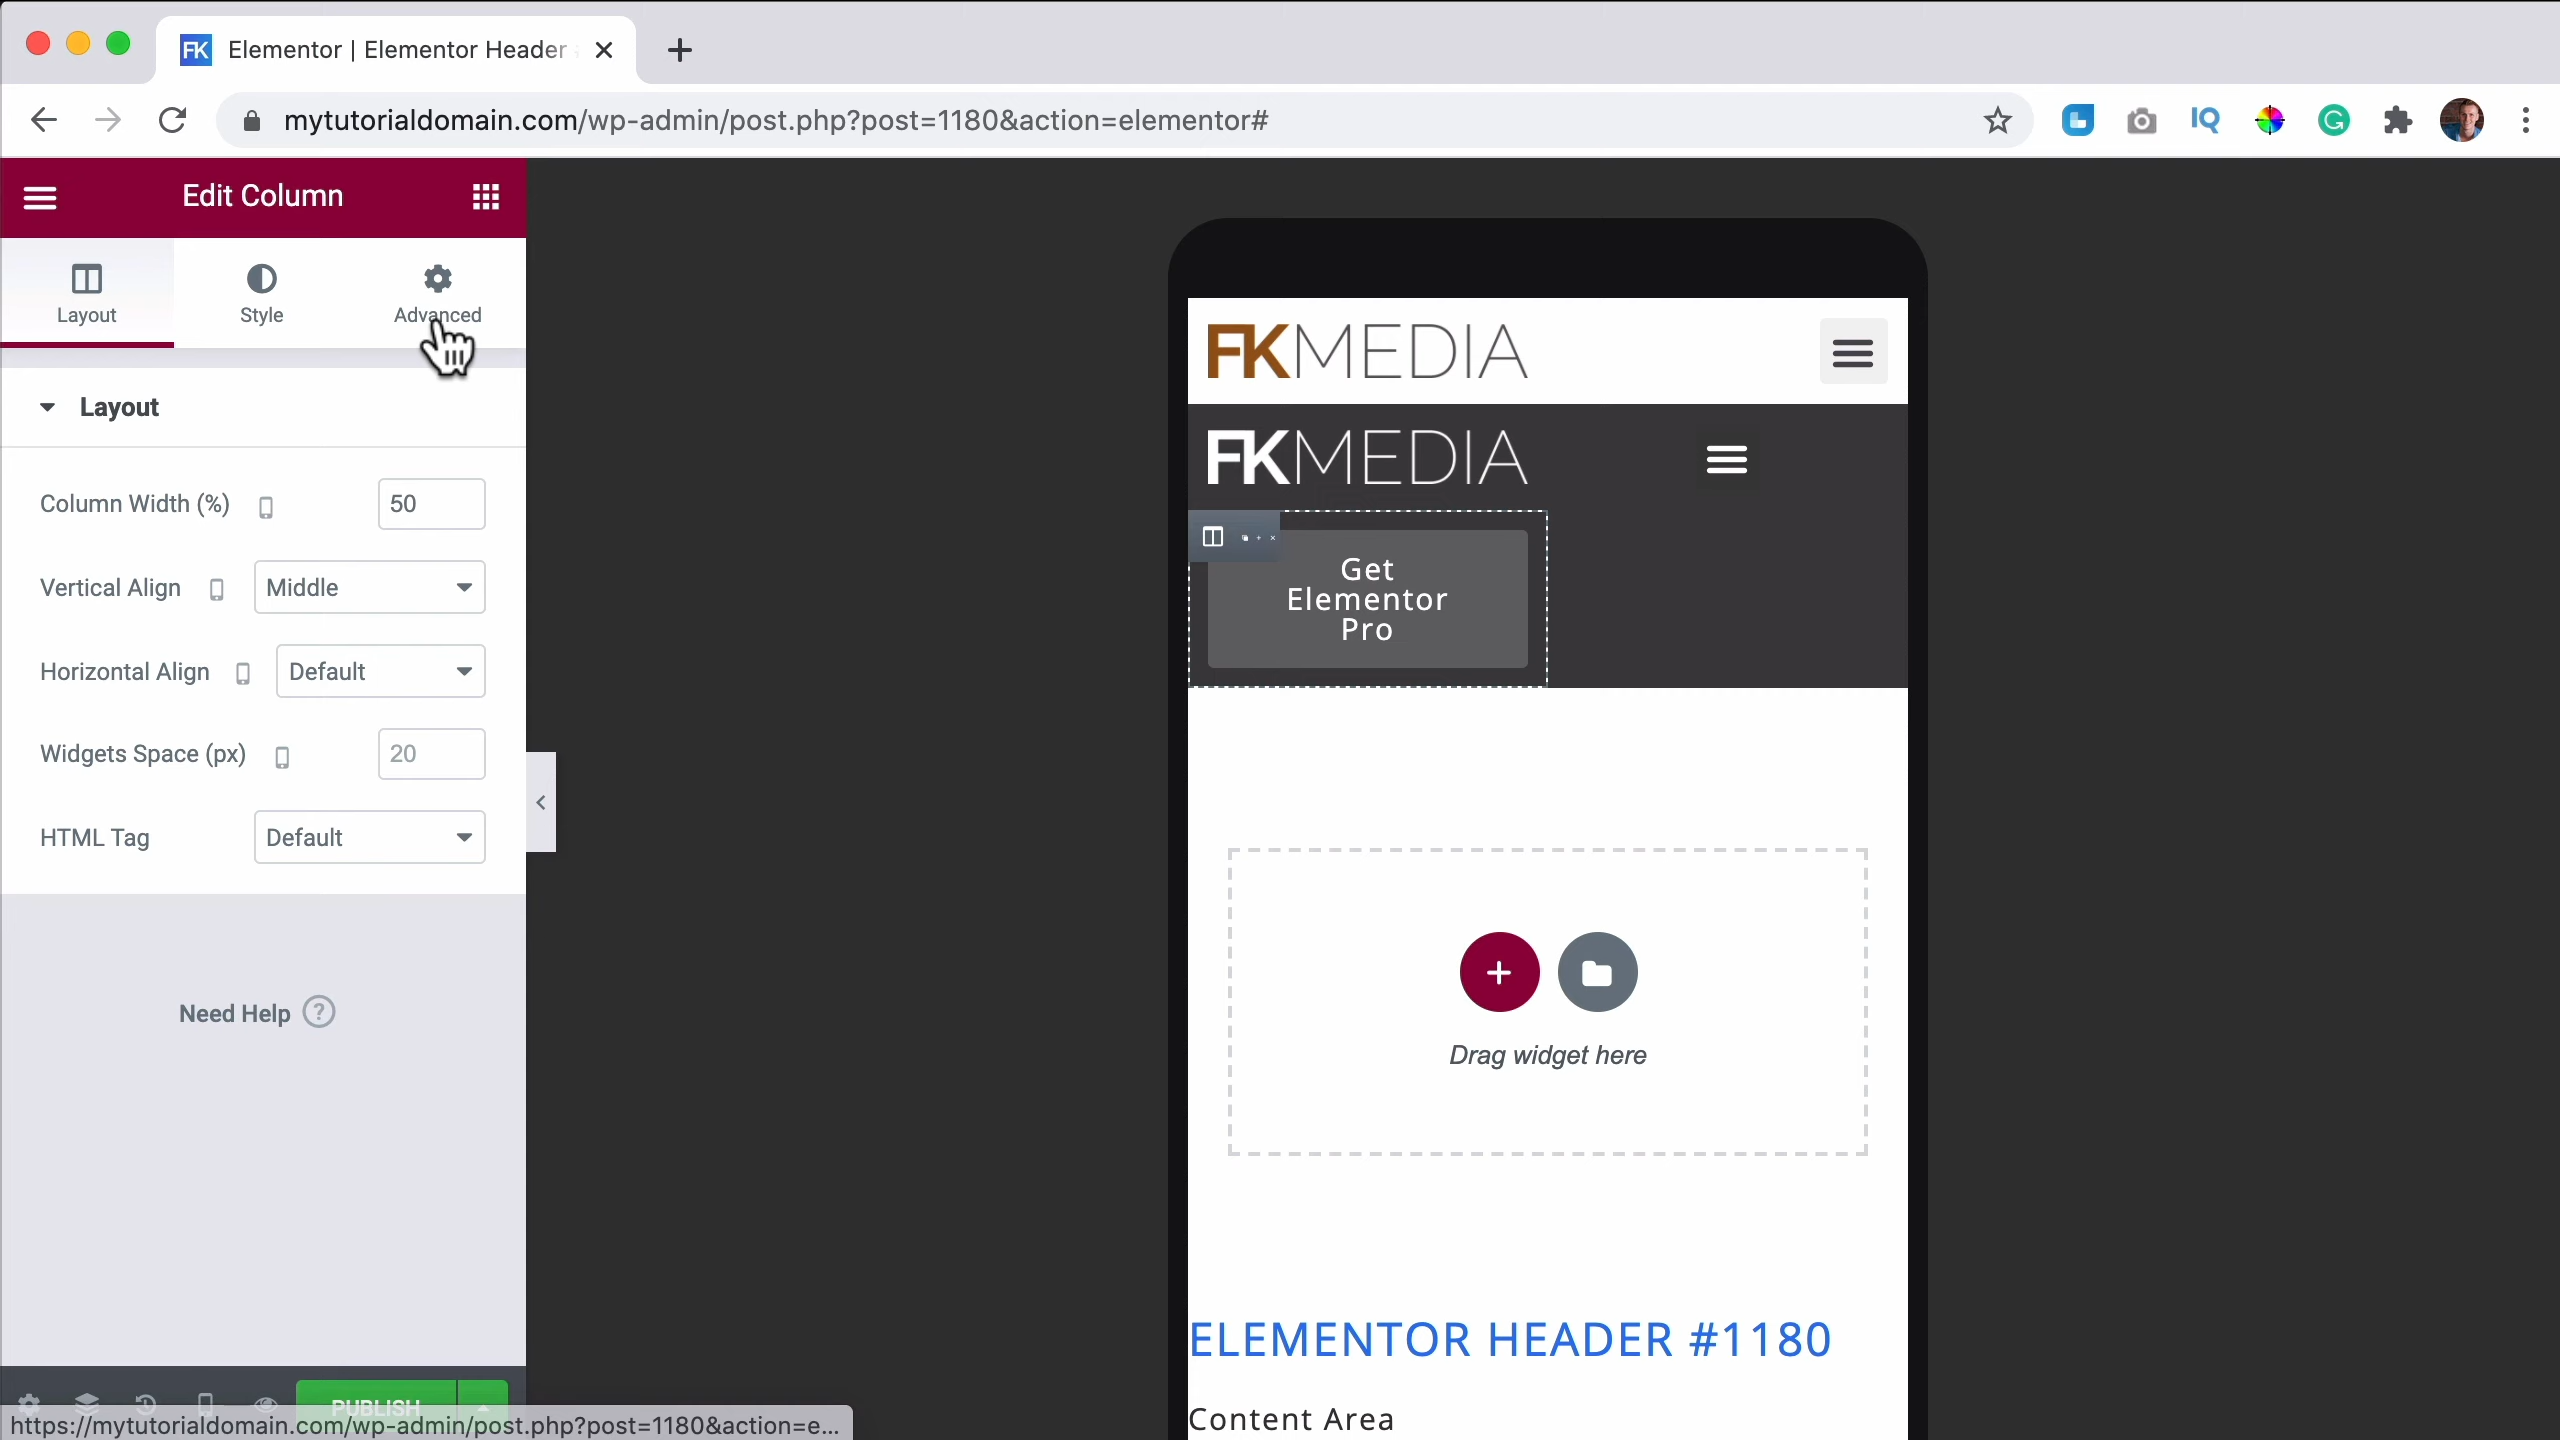 FK Elementor | Elementor Header
mytutorialdomain.com/wp-admin/post.php?post=1180&action=elementor#
IQ
Edit Column
Layout
Style
Advanced
Layout
Column Width (%) 50
Vertical Align Middle
Horizontal Align Default
Widgets Space (px) 20
HTML Tag Default
Need Help ?
PUBLISH
https://mytutorialdomain.com/wp-admin/post.php?post=1180&action=e...
FKMEDIA
FKMEDIA
Get
Elementor
Pro
Drag widget here
ELEMENTOR HEADER #1180
Content Area